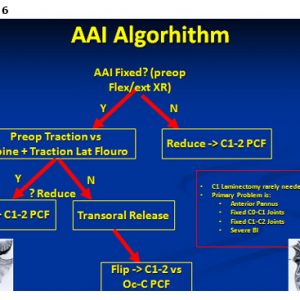 6
AAI Algorhithm
AAI Fixed? (preop
Flex/ext XR)
Y
N
Preop Traction vs
pine + Traction Lat Flouro
Reduce -> C1-2 PCF
Y
N
? Reduce
C1-2 PCF
Transoral Release
Flip -> C1-2 vs
Oc-C PCF
• C1 Laminectomy rarely neede
• Primary Problem is:
• Anterior Pannus
• Fixed C0-C1 Joints
• Fixed C1-C2 Joints
• Severe BI